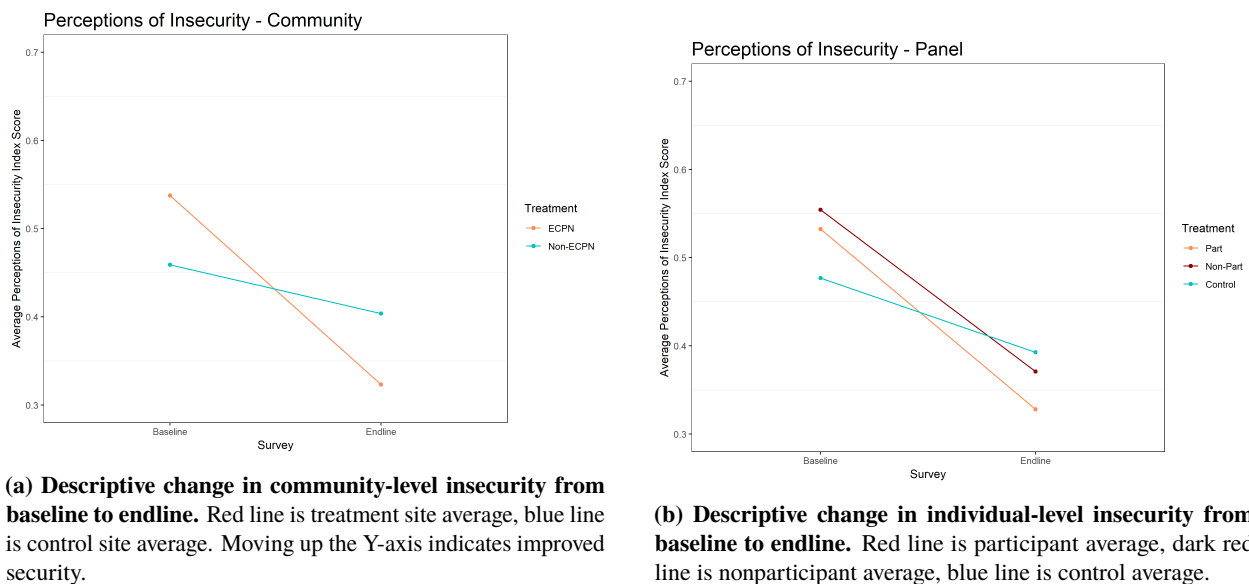 Perceptions of Insecurity - Community
0.7
0.6
0.5
0.4
0.3
Average Perceptions of Insecurity Index Score
Baseline
Endline
Survey
Treatment
ECPN
Non-ECPN
(a) Descriptive change in community-level insecurity from
baseline to endline. Red line is treatment site average, blue line
is control site average. Moving up the Y-axis indicates improved
security.
Perceptions of Insecurity - Panel
0.7
0.6
0.5
0.4
0.3
Average Perceptions of Insecurity Index Score
Baseline
Endline
Survey
Treatment
Part
Non-Part
Control
(b) Descriptive change in individual-level insecurity from
baseline to endline. Red line is participant average, dark red
line is nonparticipant average, blue line is control average.